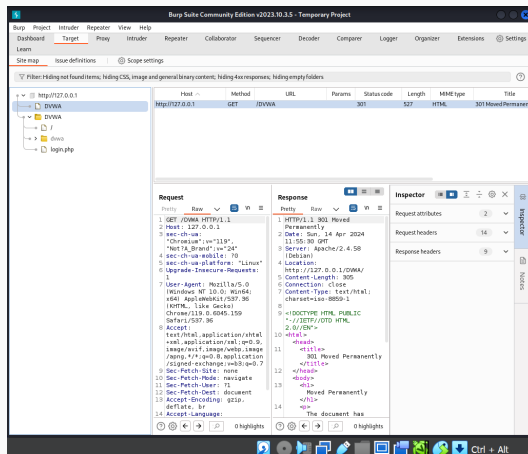 Burp Suite Community Edition v2023.10.3.5 - Temporary Project
Burp Project Intruder Repeater View Help
Dashboard Target Proxy Intruder Repeater Collaborator Sequencer Decoder Comparer Logger Organizer Extensions Settings
Learn
Site map Issue definitions Scope settings
Filter: Hiding not found items; hiding CSS, image and general binary content; hiding 4xx responses; hiding empty folders
http://127.0.0.1
DVWA
DVWA
/
dvwa
login.php
Host Method URL Params Status code Length MIME type Title
http://127.0.0.1 GET /DVWA 301 527 HTML 301 Moved Permanen
Request
Pretty Raw \n
1 GET /DVWA HTTP/1.1
2 Host: 127.0.0.1
3 sec-ch-ua:
"Chromium";v="119",
"Not?A_Brand";v="24"
4 sec-ch-ua-mobile: ?0
5 sec-ch-ua-platform: "Linux"
6 Upgrade-Insecure-Requests:
1
7 User-Agent: Mozilla/5.0
(Windows NT 10.0; Win64;
x64) AppleWebKit/537.36
(KHTML, like Gecko)
Chrome/119.0.6045.159
Safari/537.36
8 Accept:
text/html,application/xhtml
+xml,application/xml;q=0.9,
image/avif,image/webp,image
/apng,*/*;q=0.8,application
/signed-exchange;v=b3;q=0.7
9 Sec-Fetch-Site: none
10 Sec-Fetch-Mode: navigate
11 Sec-Fetch-User: ?1
12 Sec-Fetch-Dest: document
13 Accept-Encoding: gzip,
deflate, br
14 Accept-Language:
0 highlights
Response
Pretty Raw \n
1 HTTP/1.1 301 Moved
Permanently
2 Date: Sun, 14 Apr 2024
11:55:30 GMT
3 Server: Apache/2.4.58
(Debian)
4 Location:
http://127.0.0.1/DVWA/
5 Content-Length: 305
6 Connection: close
7 Content-Type: text/html;
charset=iso-8859-1
8
9 <!DOCTYPE HTML PUBLIC
"-//IETF//DTD HTML
2.0//EN">
10 <html>
<head>
11 <title>
301 Moved Permanently
</title>
12 </head>
<body>
13 <h1>
Moved Permanently
</h1>
14 <p>
The document has
0 highlights
Inspector
Request attributes 2
Request headers 14
Response headers 9
Inspector
Notes
Ctrl + Alt